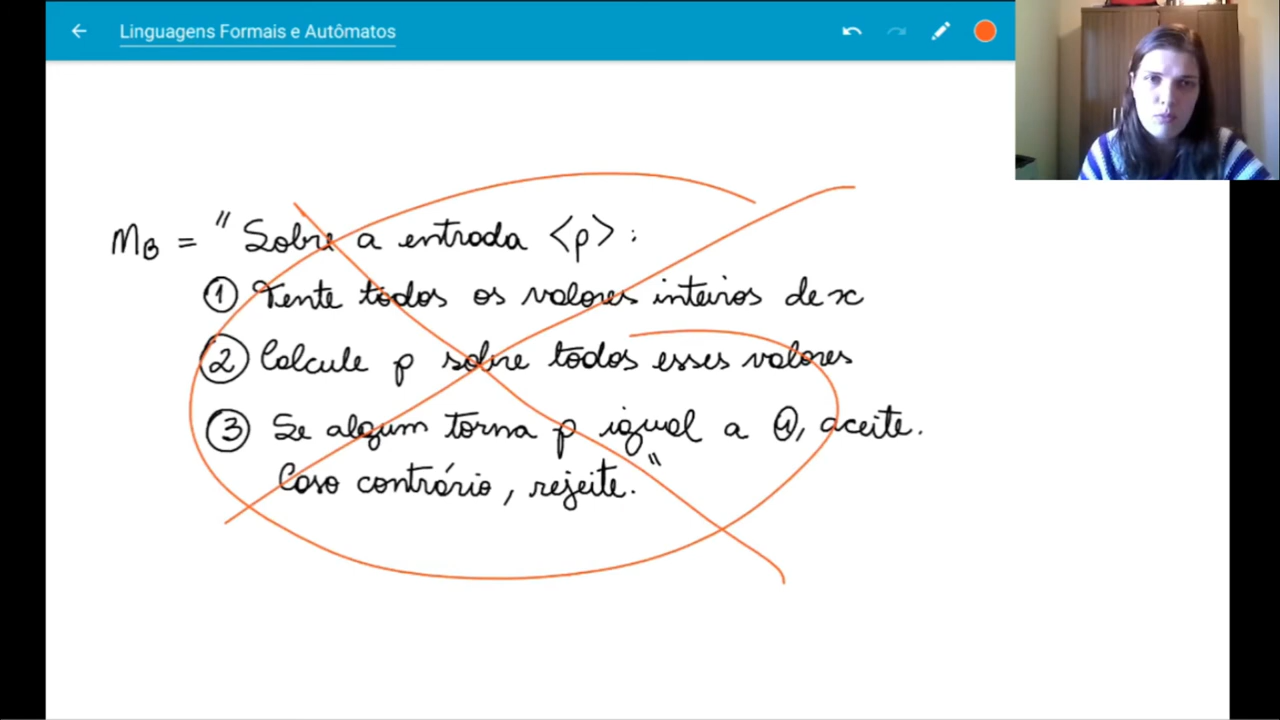 Linguagens Formais e Autômatos
M_B = "Sobre a entrada <p> :
① Tente todos os valores inteiros de x
② Calcule p sobre todos esses valores
③ Se algum torna p igual a 0, aceite.
Caso contrário, rejeite."